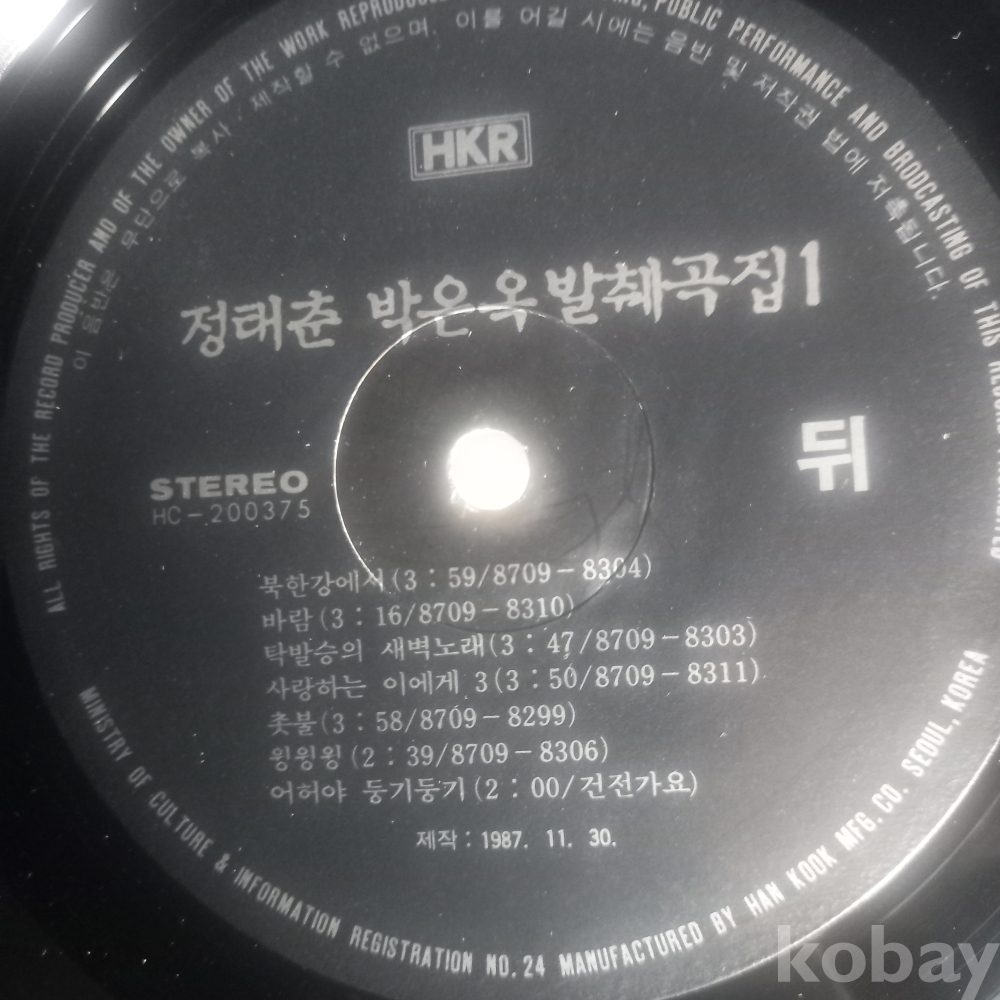 ALL RIGHTS OF THE RECORD PRODUCER AND OF THE OWNER OF THE WORK REPRODUCED PUBLIC PERFORMANCE AND BRODCASTING OF THIS
이 음반은 무단으로 복사, 제작할 수 없으며, 이를 어길 시에는 음반 및 저작권 법에 저촉됩니다.
HKR
정태춘 박은옥 발췌곡집1
뒤
STEREO
HC-200375
북한강에서(3:59/8709-8304)
바람(3:16/8709-8310)
탁발승의 새벽노래(3:47/8709-8303)
사랑하는 이에게 3(3:50/8709-8311)
촛불(3:58/8709-8299)
윙윙윙(2:39/8709-8306)
어허야 둥기둥기(2:00/건전가요)
제작:1987. 11. 30.
MINISTRY OF CULTURE & INFORMATION REGISTRATION NO.24 MANUFACTURED BY HAN KOOK MFG.CO. SEOUL, KOREA
kobay